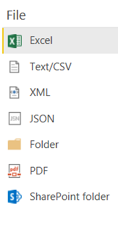 File
Excel
Text/CSV
XML
JSON
Folder
PDF
SharePoint folder